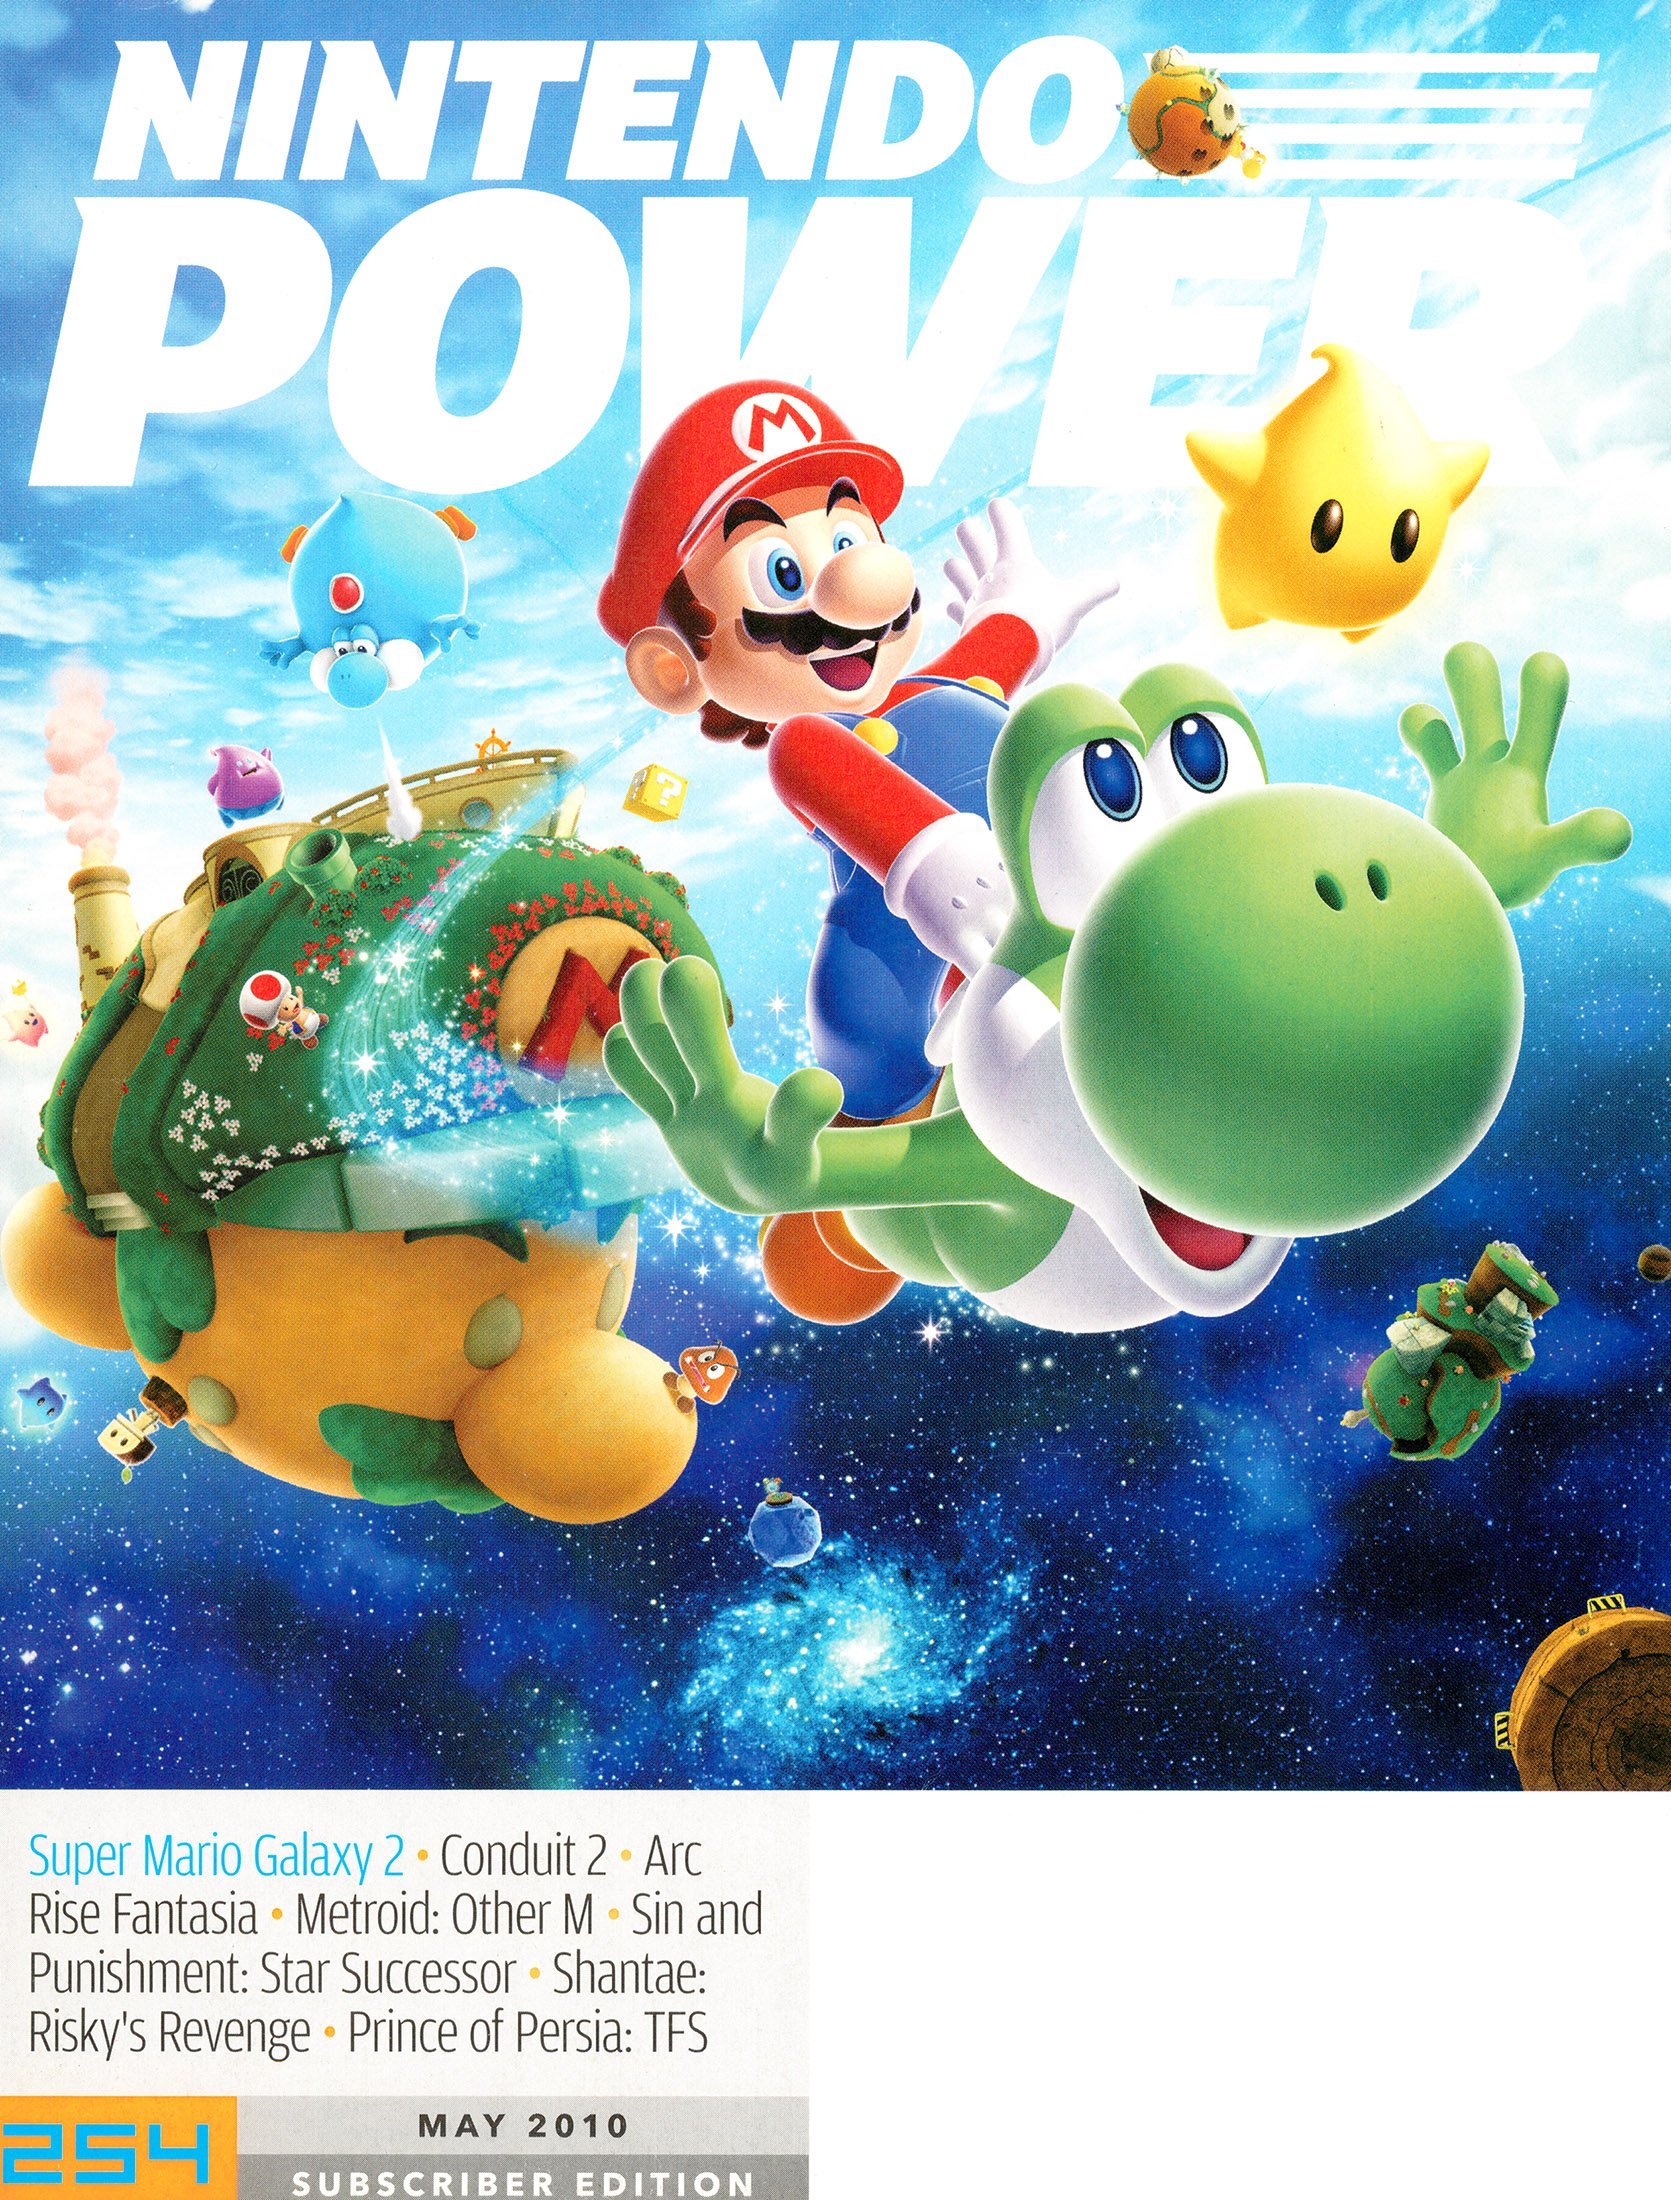 NINTENDO
POWER
M
?
Super Mario Galaxy 2 • Conduit 2 • Arc
Rise Fantasia • Metroid: Other M • Sin and
Punishment: Star Successor • Shantae:
Risky's Revenge • Prince of Persia: TFS
254
MAY 2010
SUBSCRIBER EDITION